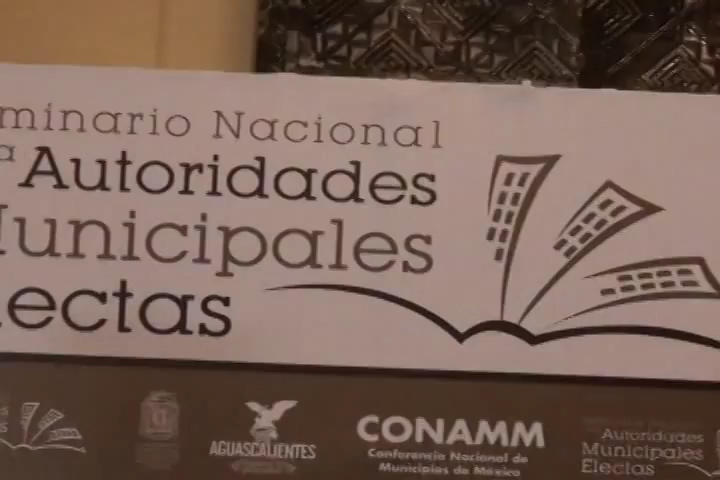 minario Nacional
a Autoridades
unicipales
lectas
AGUASCALIENTES
CONAMM
Conferencia Nacional de
Municipios de México
Autoridades
Municipales
Electas